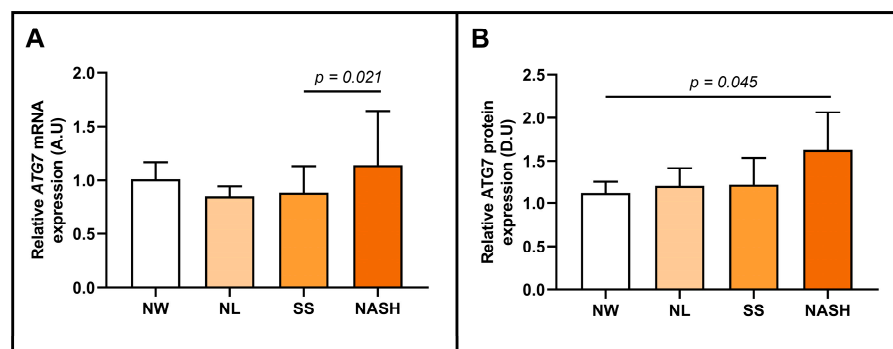 A
Relative ATG7 mRNA
expression (A.U)
2.0
1.5
1.0
0.5
0.0
p = 0.021
NW
NL
SS
NASH
B
Relative ATG7 protein
expression (D.U)
2.5
2.0
1.5
1.0
0.5
0.0
p = 0.045
NW
NL
SS
NASH